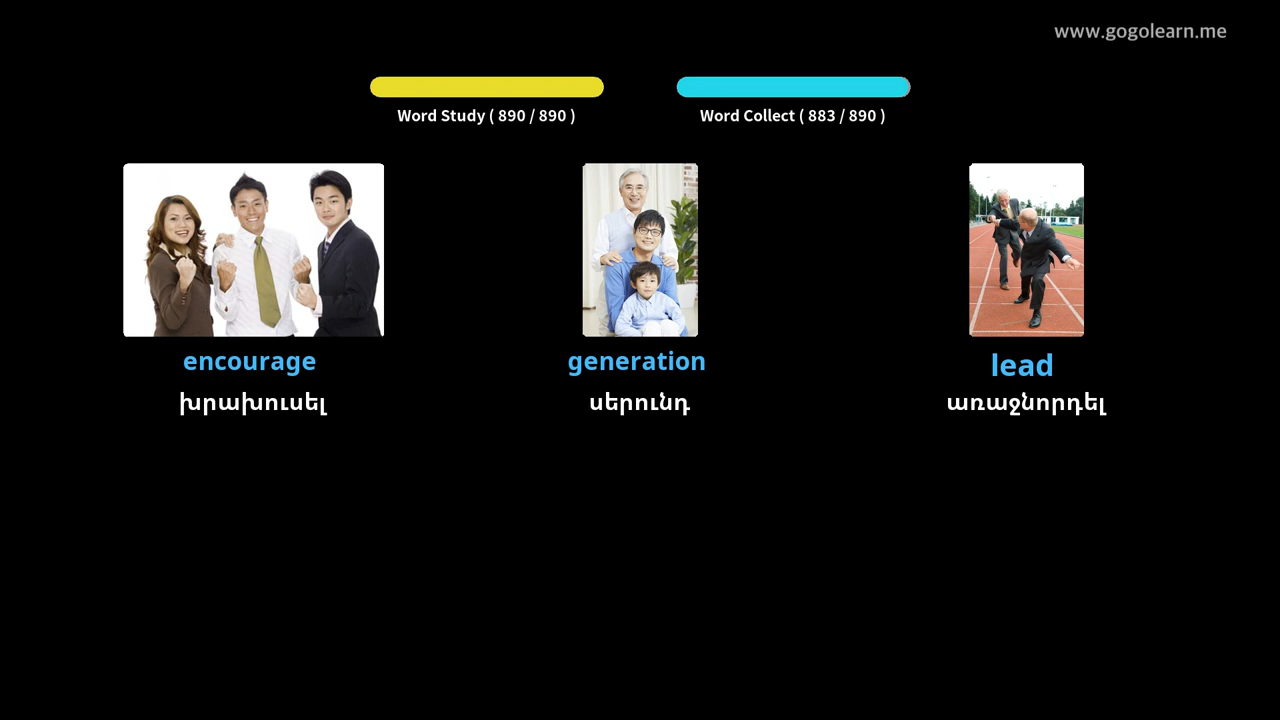 www.gogolearn.me
Word Study ( 890 / 890 )
Word Collect ( 883 / 890 )
encourage
generation
lead
խրախուսել
սերունդ
առաջնորդել